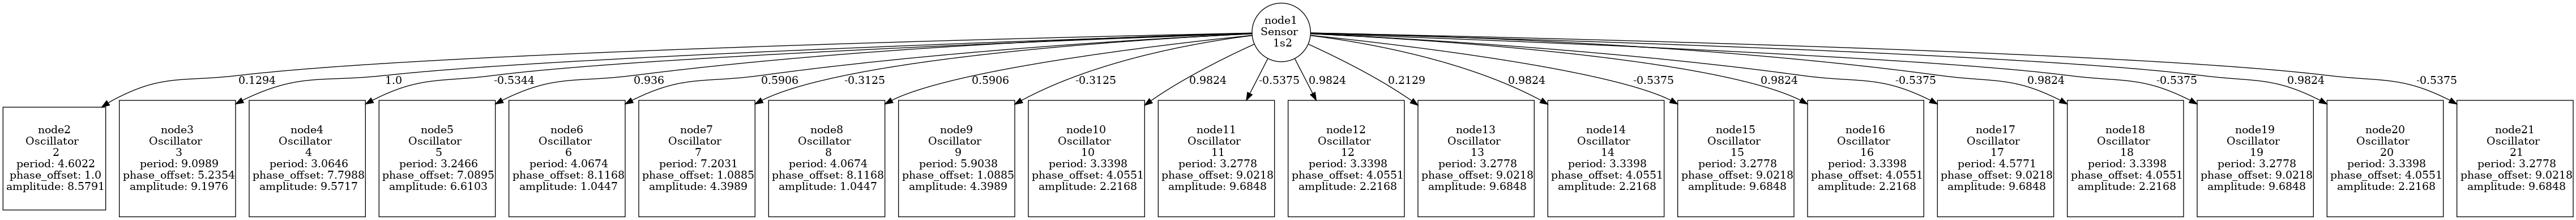 node1
Sensor
1s2
0.1294
1.0
-0.5344
0.936
0.5906
-0.3125
0.5906
-0.3125
0.9824
-0.5375
0.9824
0.2129
0.9824
-0.5375
0.9824
-0.5375
0.9824
-0.5375
0.9824
-0.5375
node2
Oscillator
2
period: 4.6022
phase_offset: 1.0
amplitude: 8.5791
node3
Oscillator
3
period: 9.0989
phase_offset: 5.2354
amplitude: 9.1976
node4
Oscillator
4
period: 3.0646
phase_offset: 7.7988
amplitude: 9.5717
node5
Oscillator
5
period: 3.2466
phase_offset: 7.0895
amplitude: 6.6103
node6
Oscillator
6
period: 4.0674
phase_offset: 8.1168
amplitude: 1.0447
node7
Oscillator
7
period: 7.2031
phase_offset: 1.0885
amplitude: 4.3989
node8
Oscillator
8
period: 4.0674
phase_offset: 8.1168
amplitude: 1.0447
node9
Oscillator
9
period: 5.9038
phase_offset: 1.0885
amplitude: 4.3989
node10
Oscillator
10
period: 3.3398
phase_offset: 4.0551
amplitude: 2.2168
node11
Oscillator
11
period: 3.2778
phase_offset: 9.0218
amplitude: 9.6848
node12
Oscillator
12
period: 3.3398
phase_offset: 4.0551
amplitude: 2.2168
node13
Oscillator
13
period: 3.2778
phase_offset: 9.0218
amplitude: 9.6848
node14
Oscillator
14
period: 3.3398
phase_offset: 4.0551
amplitude: 2.2168
node15
Oscillator
15
period: 3.2778
phase_offset: 9.0218
amplitude: 9.6848
node16
Oscillator
16
period: 3.3398
phase_offset: 4.0551
amplitude: 2.2168
node17
Oscillator
17
period: 4.5771
phase_offset: 9.0218
amplitude: 9.6848
node18
Oscillator
18
period: 3.3398
phase_offset: 4.0551
amplitude: 2.2168
node19
Oscillator
19
period: 3.2778
phase_offset: 9.0218
amplitude: 9.6848
node20
Oscillator
20
period: 3.3398
phase_offset: 4.0551
amplitude: 2.2168
node21
Oscillator
21
period: 3.2778
phase_offset: 9.0218
amplitude: 9.6848